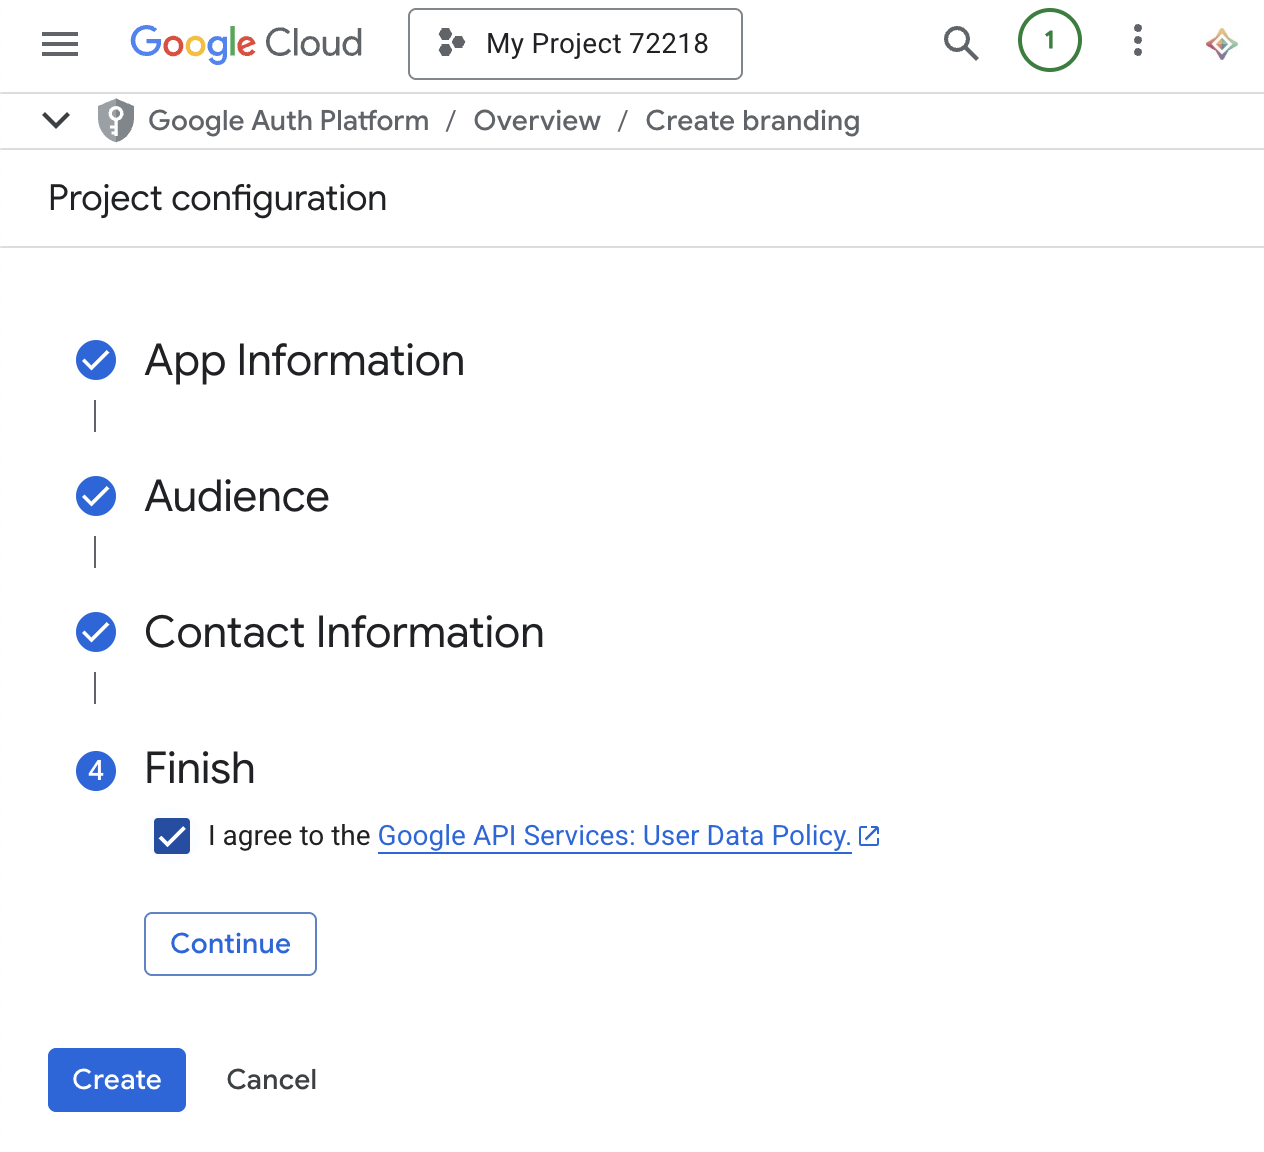 Google Cloud
My Project 72218
1
Google Auth Platform / Overview / Create branding
Project configuration
App Information
Audience
Contact Information
4 Finish
I agree to the Google API Services: User Data Policy.
Continue
Create Cancel